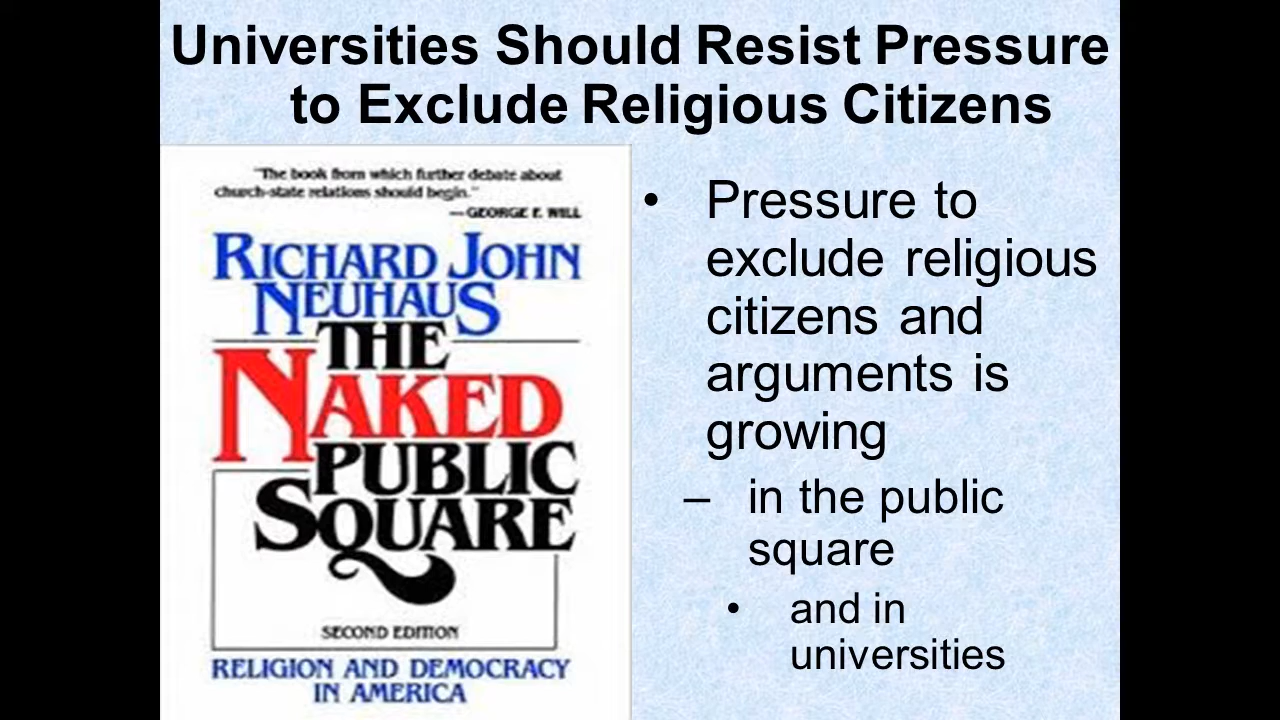 Universities Should Resist Pressure
to Exclude Religious Citizens
"The book from which further debate about
church-state relations should begin."
—GEORGE F. WILL
RICHARD JOHN
NEUHAUS
THE
NAKED
PUBLIC
SQUARE
SECOND EDITION
RELIGION AND DEMOCRACY
IN AMERICA
• Pressure to
exclude religious
citizens and
arguments is
growing
– in the public
square
• and in
universities